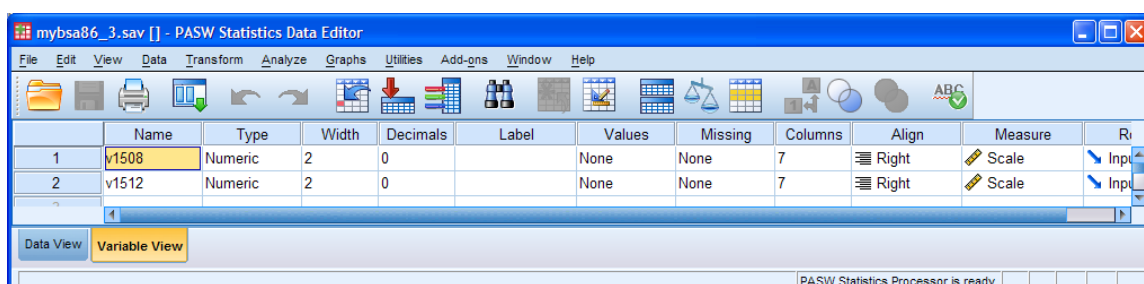 mybsa86_3.sav [] - PASW Statistics Data Editor
File Edit View Data Transform Analyze Graphs Utilities Add-ons Window Help
A
1 4
ABC
Name Type Width Decimals Label Values Missing Columns Align Measure
1 v1508 Numeric 2 0 None None 7 Right Scale
2 v1512 Numeric 2 0 None None 7 Right Scale
Data View Variable View
PASW Statistics Processor is ready